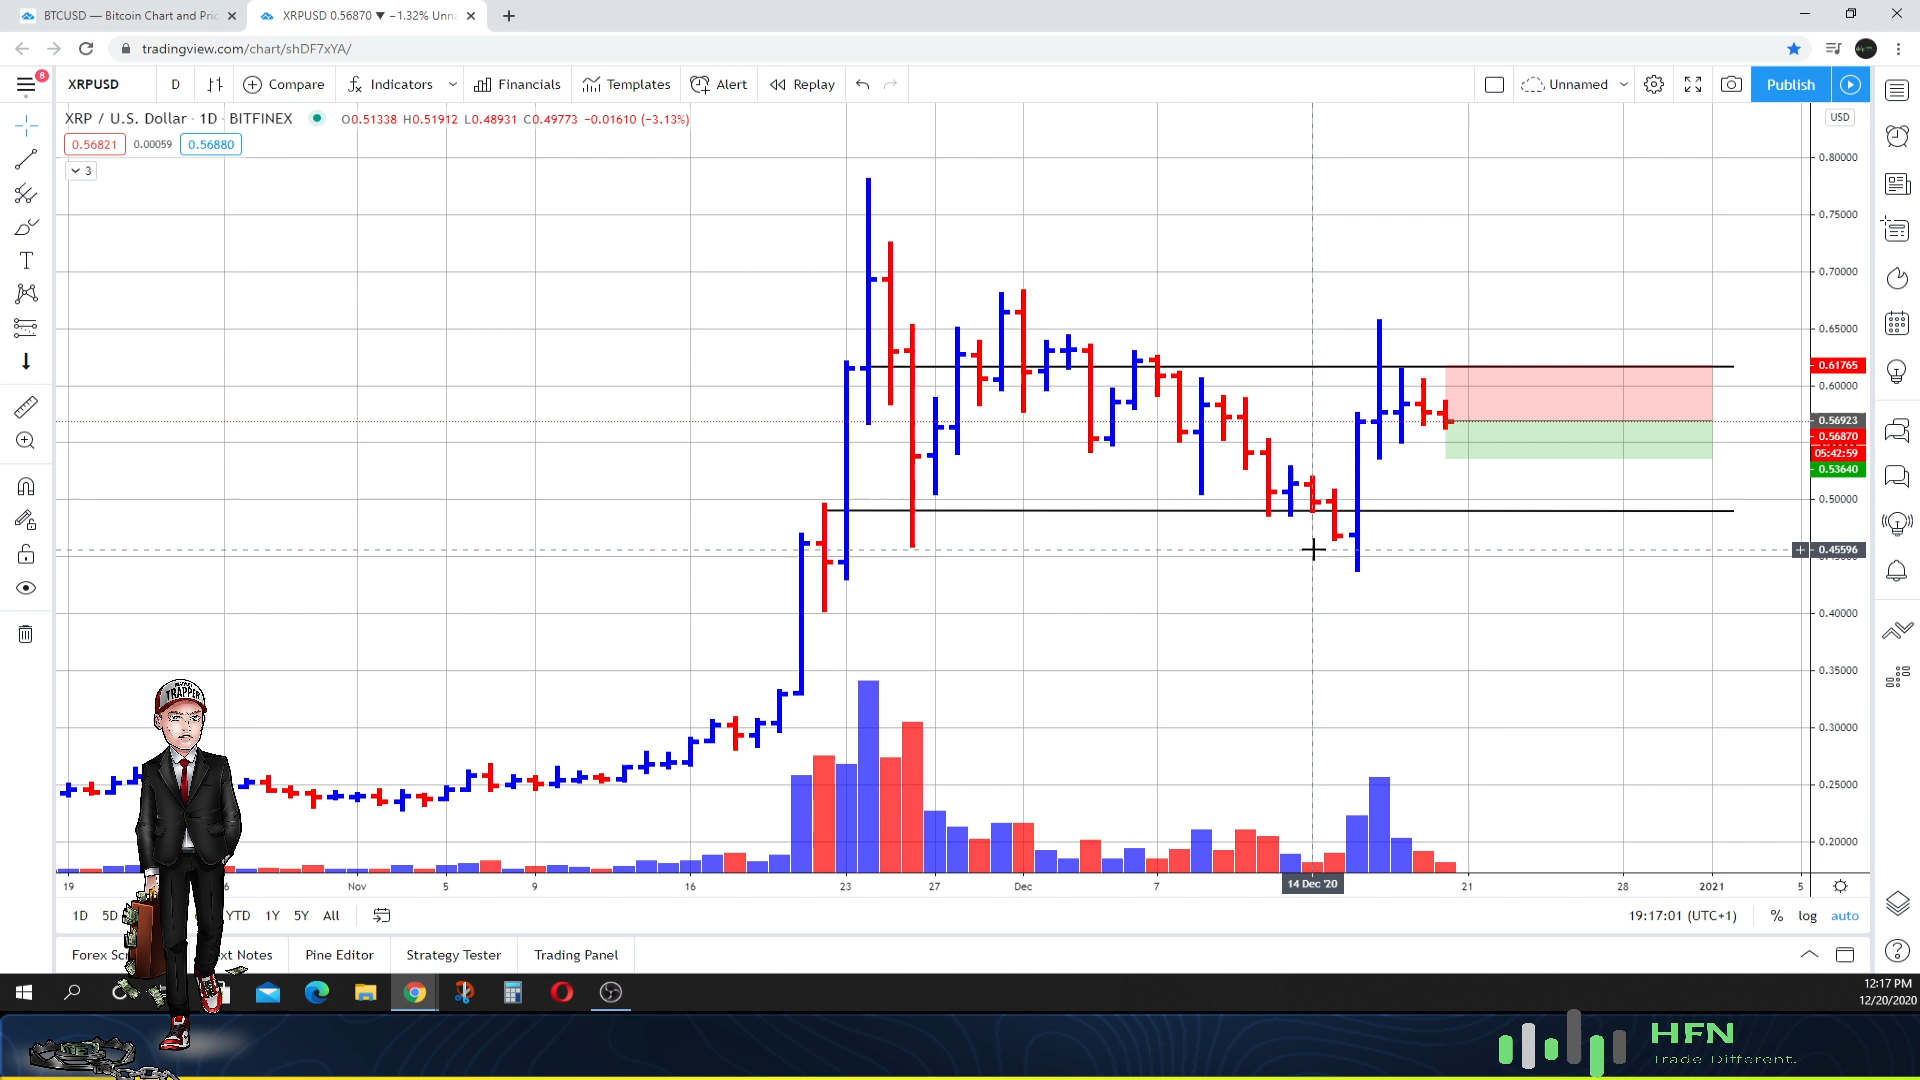 BTCUSD — Bitcoin Chart and Pric
XRPUSD 0.56870 ▼ −1.32% Unna
tradingview.com/chart/shDF7xYA/
8
XRPUSD
D
Compare
Indicators
Financials
Templates
Alert
Replay
Unnamed
Publish
XRP / U.S. Dollar · 1D · BITFINEX
O0.51338 H0.51912 L0.48931 C0.49773 −0.01610 (−3.13%)
USD
0.56821
0.00059
0.56880
3
0.80000
0.75000
0.70000
0.65000
0.61765
0.60000
0.56923
0.56870
05:42:59
0.53640
0.50000
0.45596
0.40000
0.35000
0.30000
0.25000
0.20000
TRAPPER
19
6
Nov
5
9
16
23
27
Dec
7
14 Dec '20
21
28
2021
5
1D
5D
YTD
1Y
5Y
All
19:17:01 (UTC+1)
%
log
auto
Forex Scr
ext Notes
Pine Editor
Strategy Tester
Trading Panel
12:17 PM
12/20/2020
HFN
Trade Different.